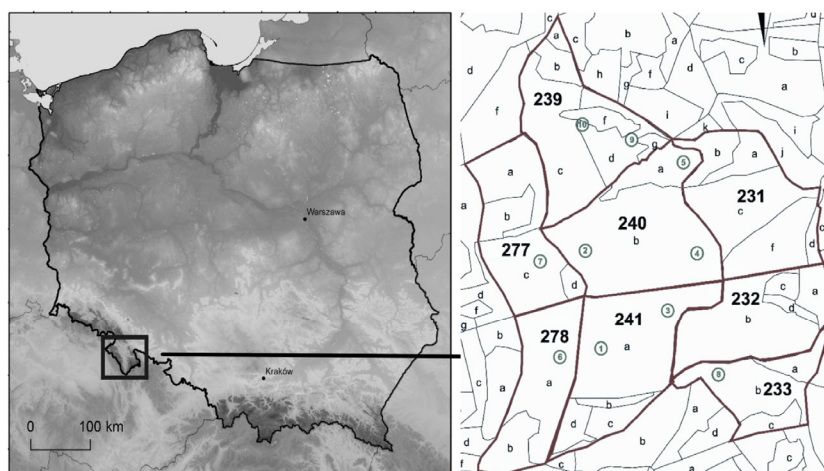 Warszawa
Kraków
0 100 km
a c b a b
d b h g f d c a
239
f 10 f i
9 g k i
c d a 5 b a j
a
231
c
240
b
b
277 7 2 4 f d
c
d
232
a
g f
278 241 3 d
b
6 1 a
a
8 a
b 233
b
c b a
d d c
b a
f c c b